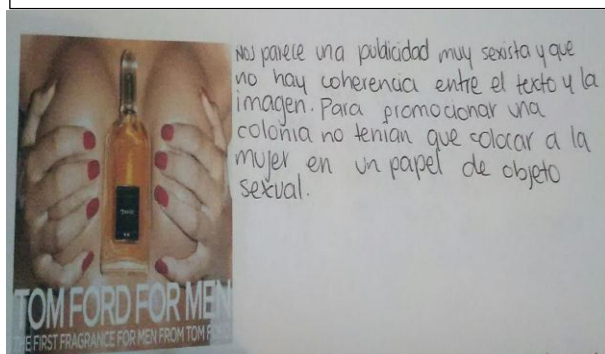 Nos parece una publicidad muy sexista y que
no hay coherencia entre el texto y la
imagen. Para promocionar una
colonia no tenían que colocar a la
mujer en un papel de objeto
sexual.
TOM FORD FOR MEN
THE FIRST FRAGRANCE FOR MEN FROM TOM FORD